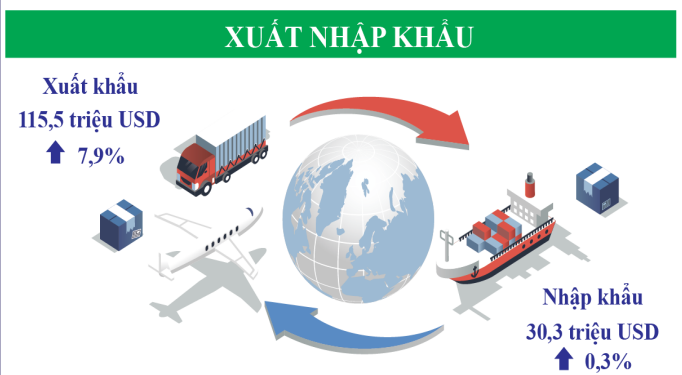 XUẤT NHẬP KHẨU
Xuất khẩu
115,5 triệu USD
7,9%
Nhập khẩu
30,3 triệu USD
0,3%